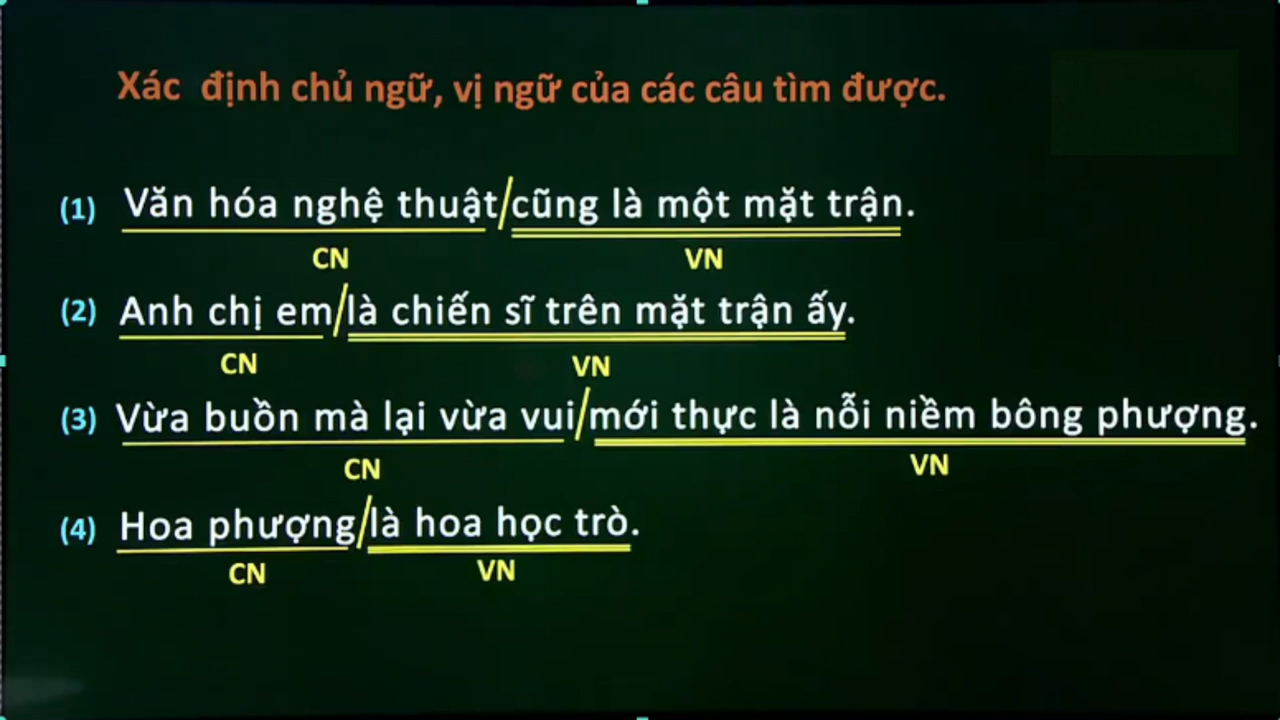 Xác định chủ ngữ, vị ngữ của các câu tìm được.
(1) Văn hóa nghệ thuật/cũng là một mặt trận.
CN VN
(2) Anh chị em/là chiến sĩ trên mặt trận ấy.
CN VN
(3) Vừa buồn mà lại vừa vui/mới thực là nỗi niềm bông phượng.
CN VN
(4) Hoa phượng/là hoa học trò.
CN VN